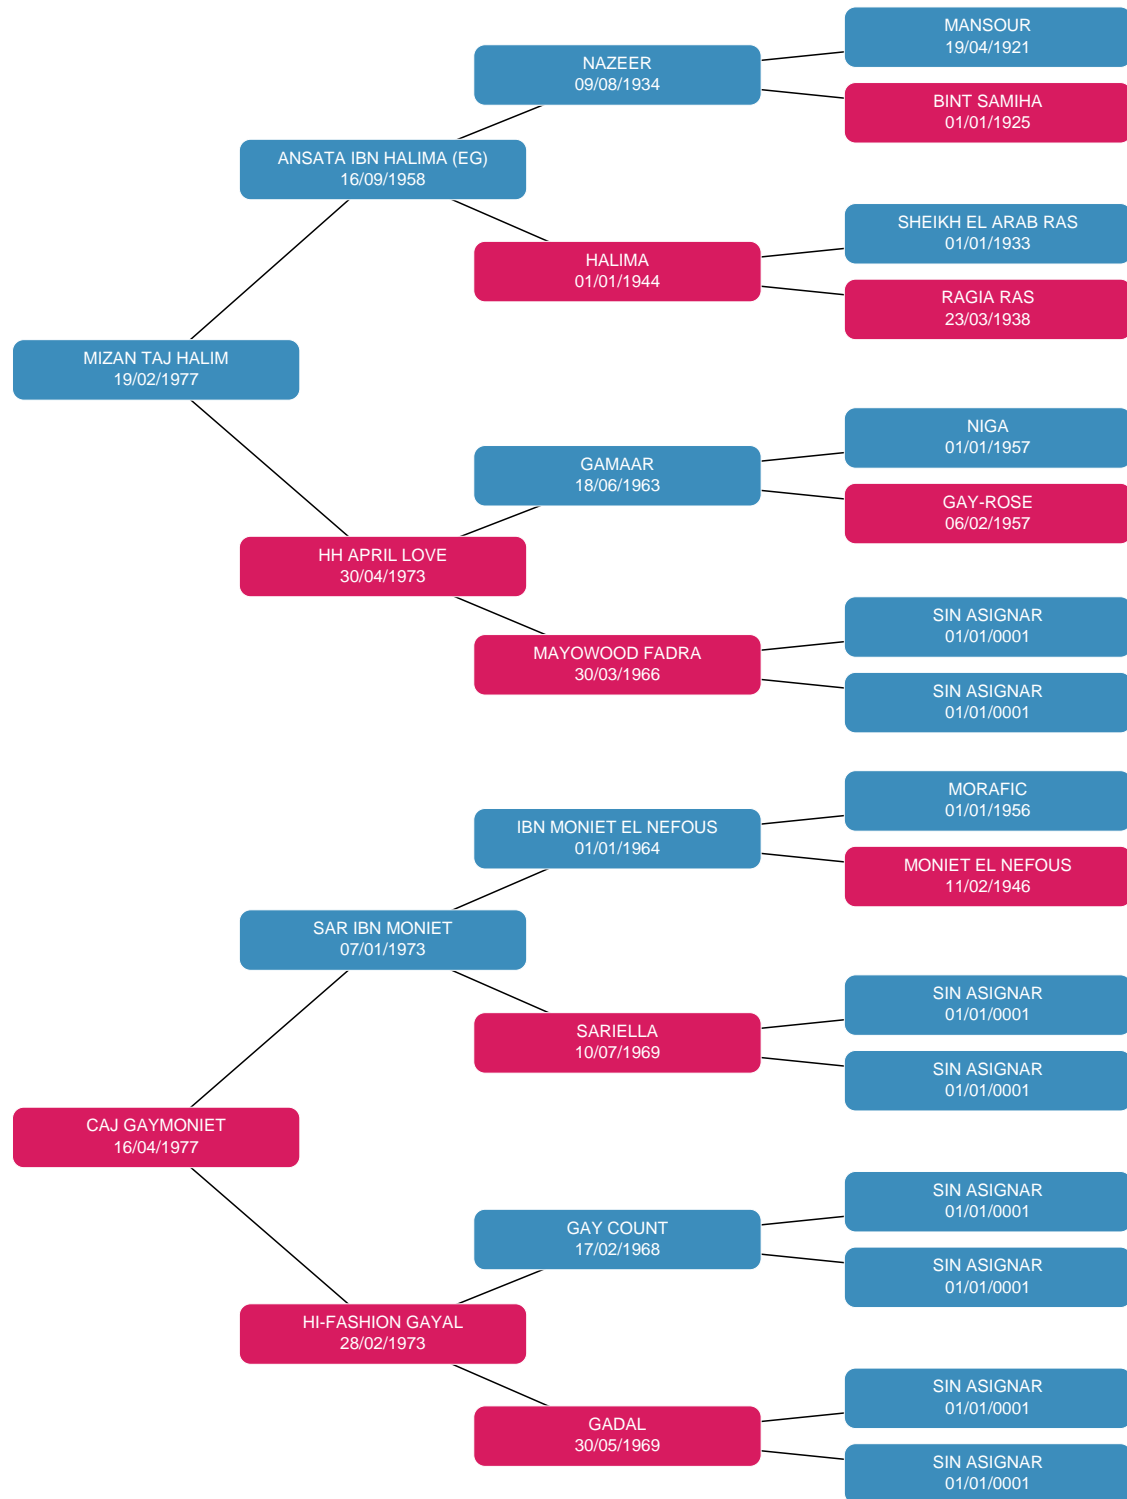 MANSOUR
19/04/1921
NAZEER
09/08/1934
BINT SAMIHA
01/01/1925
ANSATA IBN HALIMA (EG)
16/09/1958
SHEIKH EL ARAB RAS
01/01/1933
HALIMA
01/01/1944
RAGIA RAS
23/03/1938
MIZAN TAJ HALIM
19/02/1977
NIGA
01/01/1957
GAMAAR
18/06/1963
GAY-ROSE
06/02/1957
HH APRIL LOVE
30/04/1973
SIN ASIGNAR
01/01/0001
MAYOWOOD FADRA
30/03/1966
SIN ASIGNAR
01/01/0001
MORAFIC
01/01/1956
IBN MONIET EL NEFOUS
01/01/1964
MONIET EL NEFOUS
11/02/1946
SAR IBN MONIET
07/01/1973
SIN ASIGNAR
01/01/0001
SARIELLA
10/07/1969
SIN ASIGNAR
01/01/0001
CAJ GAYMONIET
16/04/1977
SIN ASIGNAR
01/01/0001
GAY COUNT
17/02/1968
SIN ASIGNAR
01/01/0001
HI-FASHION GAYAL
28/02/1973
SIN ASIGNAR
01/01/0001
GADAL
30/05/1969
SIN ASIGNAR
01/01/0001